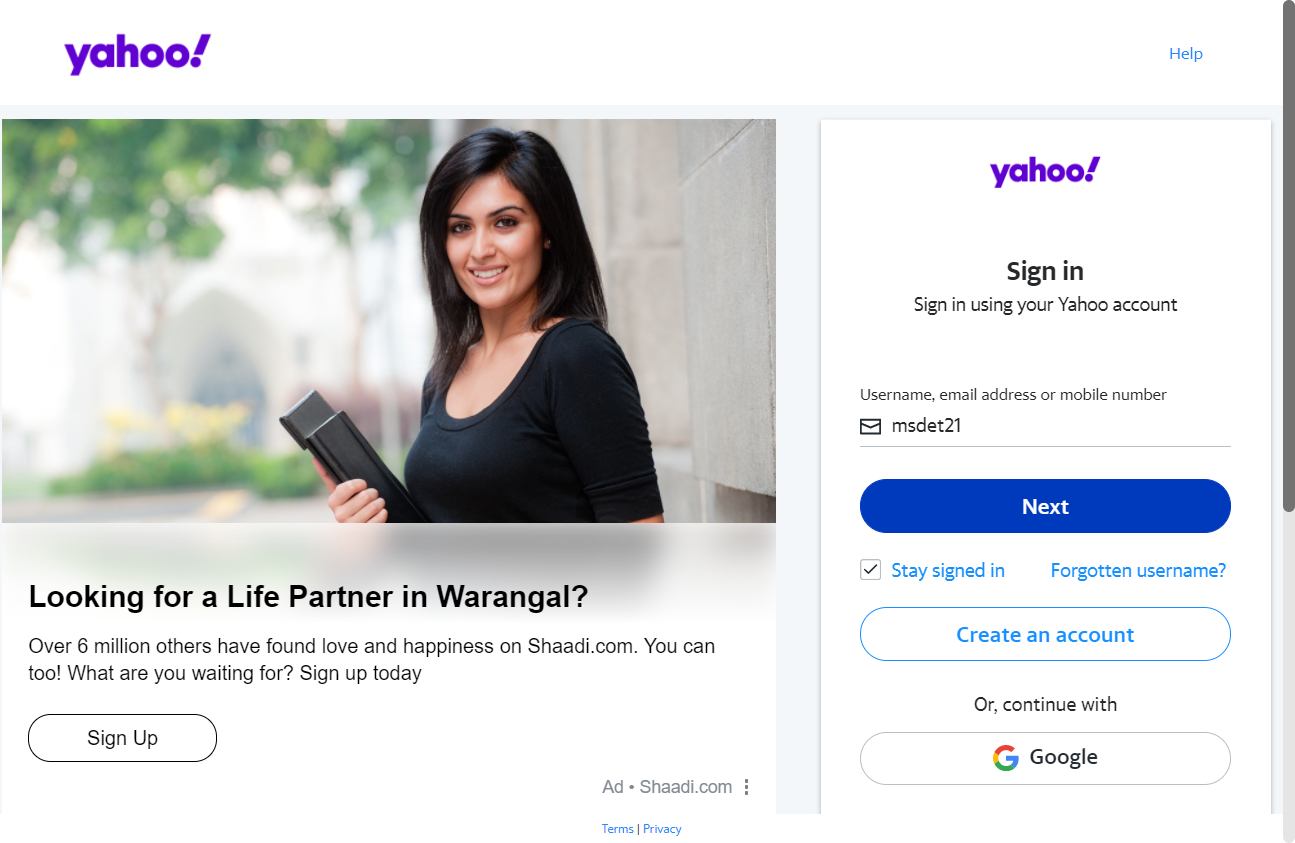 yahoo!
Help
yahoo!
Sign in
Sign in using your Yahoo account
Username, email address or mobile number
msdet21
Next
Stay signed in
Forgotten username?
Create an account
Or, continue with
Google
Looking for a Life Partner in Warangal?
Over 6 million others have found love and happiness on Shaadi.com. You can
too! What are you waiting for? Sign up today
Sign Up
Ad • Shaadi.com
Terms | Privacy